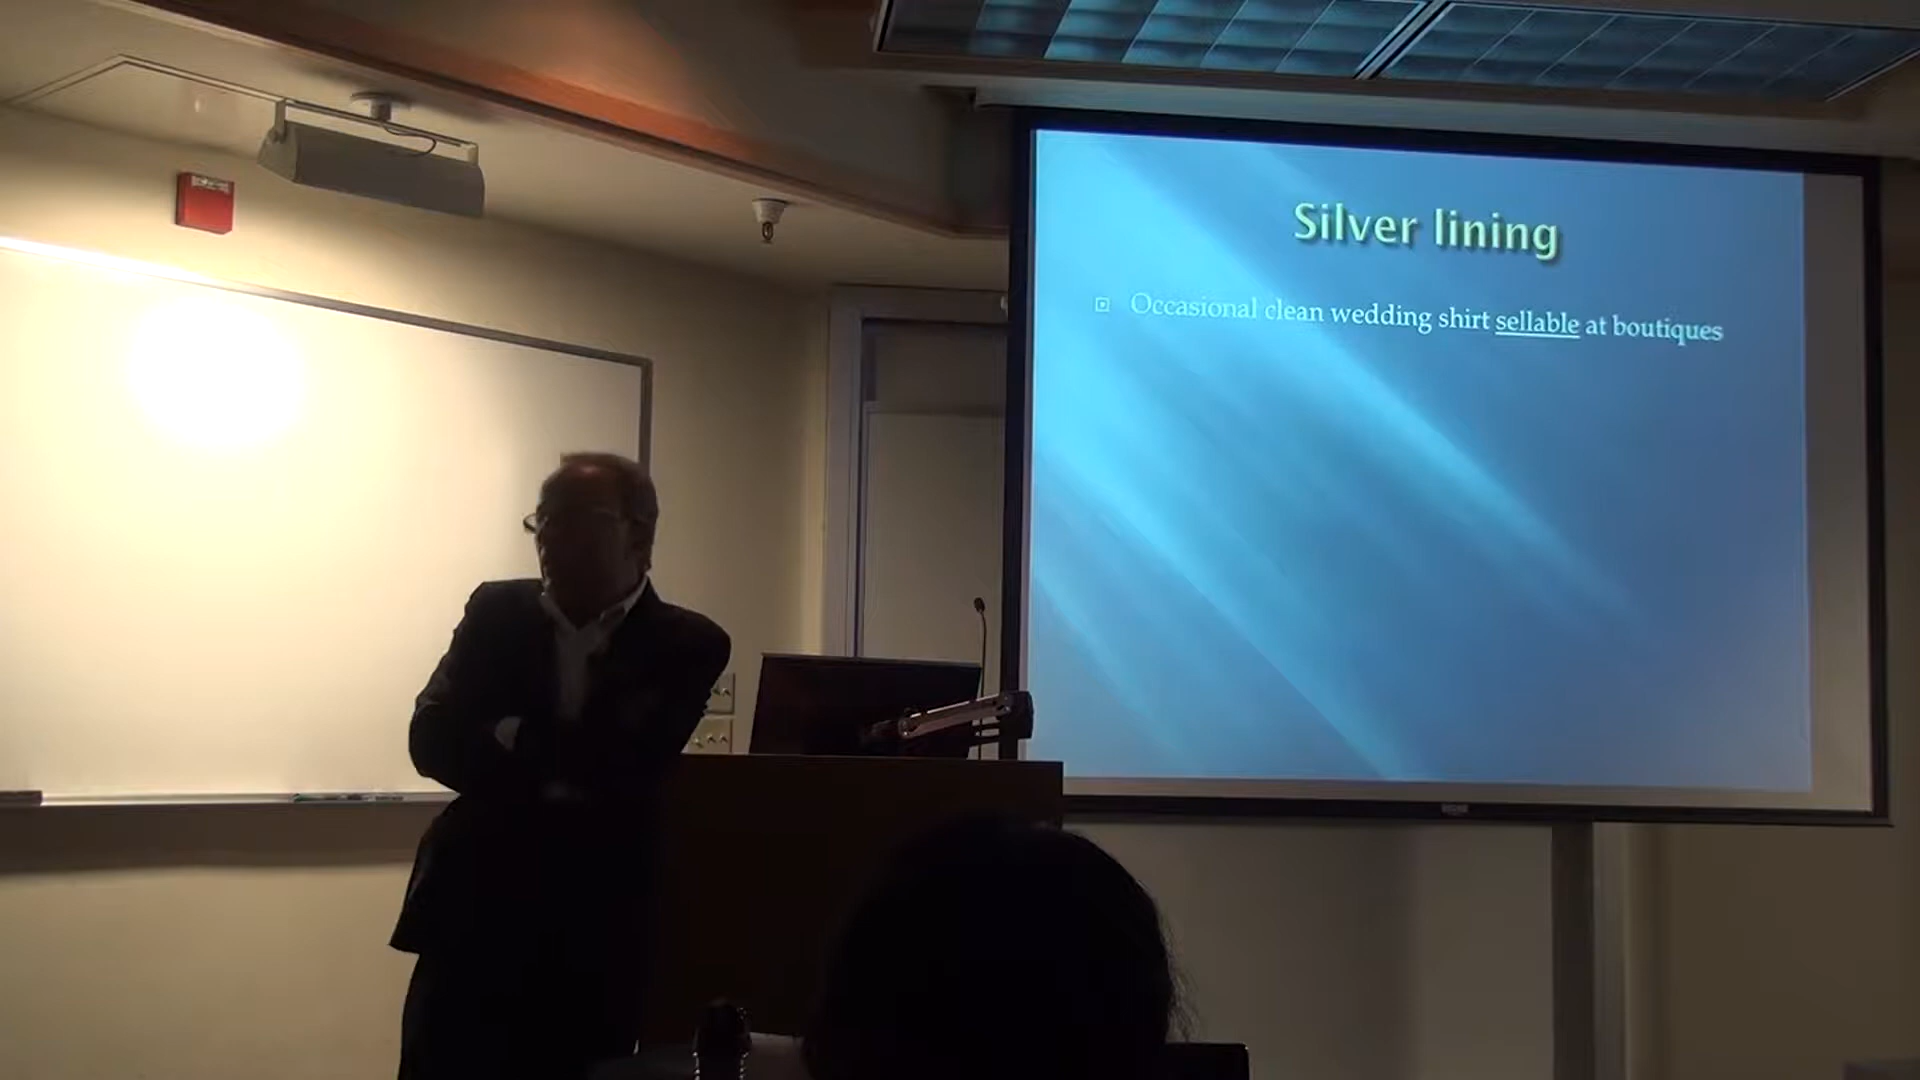 Silver lining
Occasional clean wedding shirt sellable at boutiques